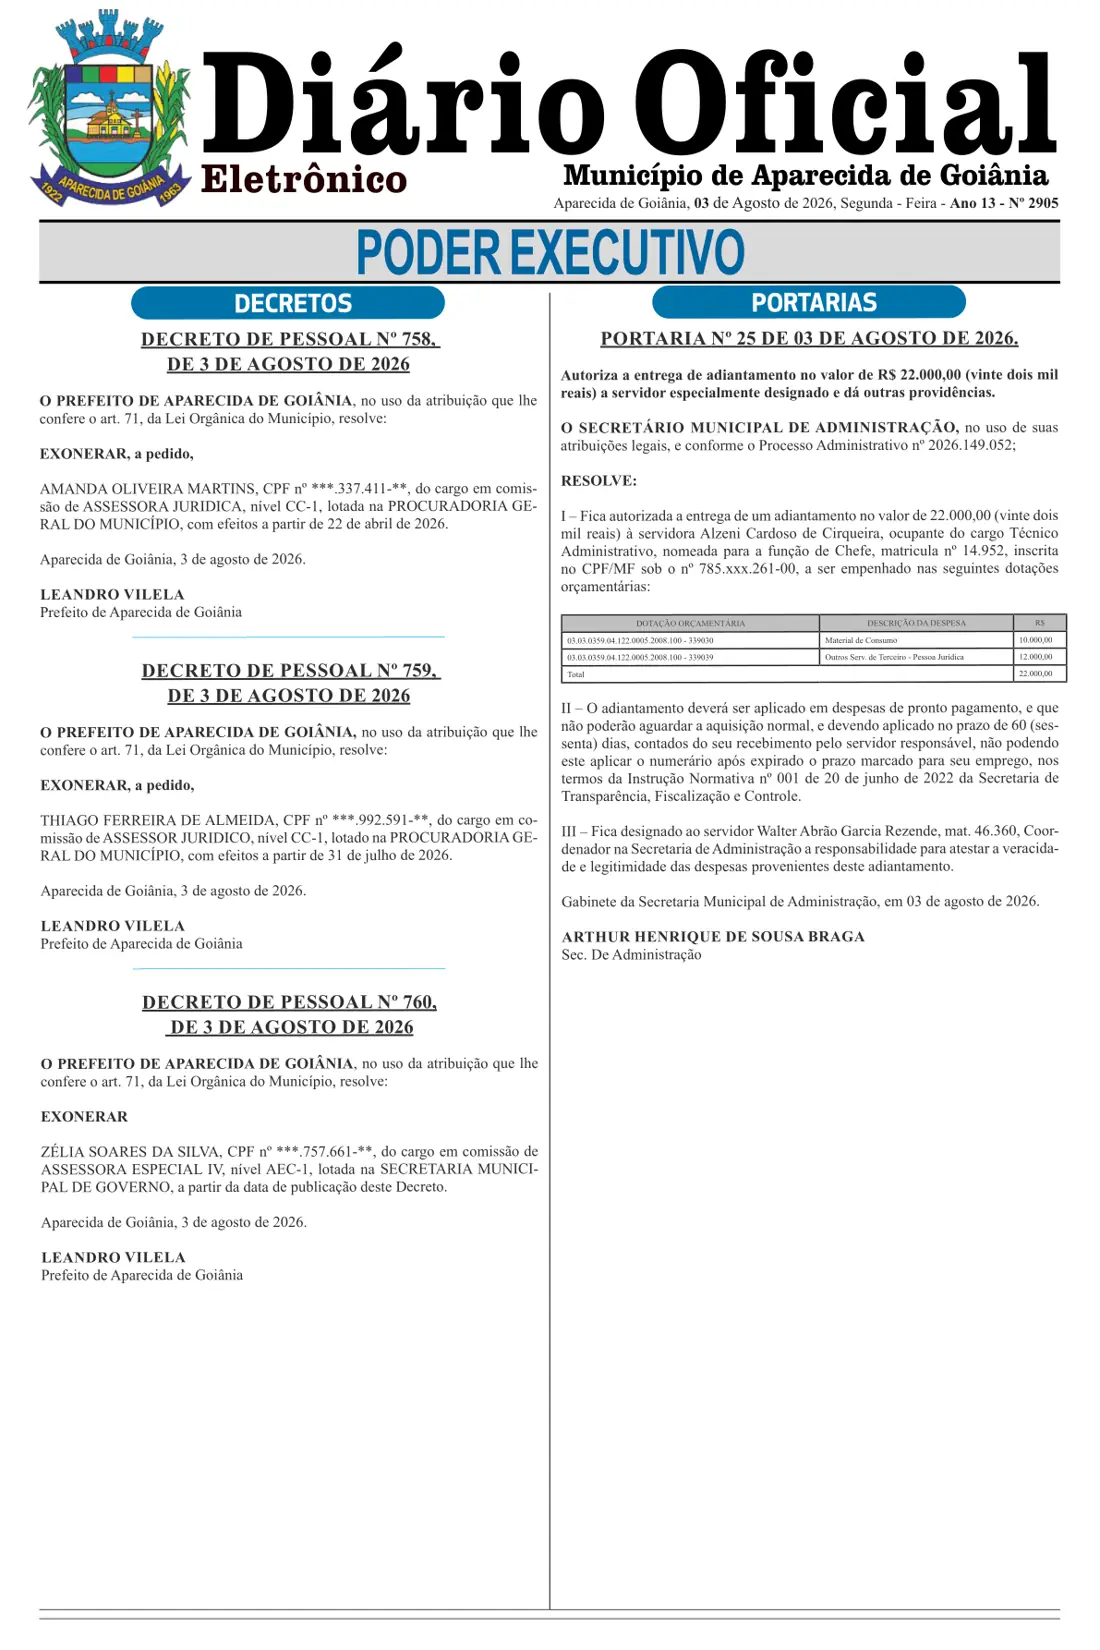 Diário Oficial
Eletrônico
Município de Aparecida de Goiânia
1922 APARECIDA DE GOIÂNIA 1963
Aparecida de Goiânia, 03 de Agosto de 2026, Segunda - Feira - Ano 13 - Nº 2905
PODER EXECUTIVO
DECRETOS
DECRETO DE PESSOAL Nº 758,
DE 3 DE AGOSTO DE 2026
O PREFEITO DE APARECIDA DE GOIÂNIA, no uso da atribuição que lhe
confere o art. 71, da Lei Orgânica do Município, resolve:
EXONERAR, a pedido,
AMANDA OLIVEIRA MARTINS, CPF nº ***.337.411-**, do cargo em comis-
são de ASSESSORA JURIDICA, nível CC-1, lotada na PROCURADORIA GE-
RAL DO MUNICÍPIO, com efeitos a partir de 22 de abril de 2026.
Aparecida de Goiânia, 3 de agosto de 2026.
LEANDRO VILELA
Prefeito de Aparecida de Goiânia
DECRETO DE PESSOAL Nº 759,
DE 3 DE AGOSTO DE 2026
O PREFEITO DE APARECIDA DE GOIÂNIA, no uso da atribuição que lhe
confere o art. 71, da Lei Orgânica do Município, resolve:
EXONERAR, a pedido,
THIAGO FERREIRA DE ALMEIDA, CPF nº ***.992.591-**, do cargo em co-
missão de ASSESSOR JURIDICO, nível CC-1, lotado na PROCURADORIA GE-
RAL DO MUNICÍPIO, com efeitos a partir de 31 de julho de 2026.
Aparecida de Goiânia, 3 de agosto de 2026.
LEANDRO VILELA
Prefeito de Aparecida de Goiânia
DECRETO DE PESSOAL Nº 760,
DE 3 DE AGOSTO DE 2026
O PREFEITO DE APARECIDA DE GOIÂNIA, no uso da atribuição que lhe
confere o art. 71, da Lei Orgânica do Município, resolve:
EXONERAR
ZÉLIA SOARES DA SILVA, CPF nº ***.757.661-**, do cargo em comissão de
ASSESSORA ESPECIAL IV, nível AEC-1, lotada na SECRETARIA MUNICI-
PAL DE GOVERNO, a partir da data de publicação deste Decreto.
Aparecida de Goiânia, 3 de agosto de 2026.
LEANDRO VILELA
Prefeito de Aparecida de Goiânia
PORTARIAS
PORTARIA Nº 25 DE 03 DE AGOSTO DE 2026.
Autoriza a entrega de adiantamento no valor de R$ 22.000,00 (vinte dois mil
reais) a servidor especialmente designado e dá outras providências.
O SECRETÁRIO MUNICIPAL DE ADMINISTRAÇÃO, no uso de suas
atribuições legais, e conforme o Processo Administrativo nº 2026.149.052;
RESOLVE:
I – Fica autorizada a entrega de um adiantamento no valor de 22.000,00 (vinte dois
mil reais) à servidora Alzeni Cardoso de Cirqueira, ocupante do cargo Técnico
Administrativo, nomeada para a função de Chefe, matricula nº 14.952, inscrita
no CPF/MF sob o nº 785.xxx.261-00, a ser empenhado nas seguintes dotações
orçamentárias:
DOTAÇÃO ORÇAMENTÁRIA DESCRIÇÃO DA DESPESA R$
03.03.0359.04.122.0005.2008.100 - 339030 Material de Consumo 10.000,00
03.03.0359.04.122.0005.2008.100 - 339039 Outros Serv. de Terceiro - Pessoa Jurídica 12.000,00
Total 22.000,00
II – O adiantamento deverá ser aplicado em despesas de pronto pagamento, e que
não poderão aguardar a aquisição normal, e devendo aplicado no prazo de 60 (ses-
senta) dias, contados do seu recebimento pelo servidor responsável, não podendo
este aplicar o numerário após expirado o prazo marcado para seu emprego, nos
termos da Instrução Normativa nº 001 de 20 de junho de 2022 da Secretaria de
Transparência, Fiscalização e Controle.
III – Fica designado ao servidor Walter Abrão Garcia Rezende, mat. 46.360, Coor-
denador na Secretaria de Administração a responsabilidade para atestar a veracida-
de e legitimidade das despesas provenientes deste adiantamento.
Gabinete da Secretaria Municipal de Administração, em 03 de agosto de 2026.
ARTHUR HENRIQUE DE SOUSA BRAGA
Sec. De Administração